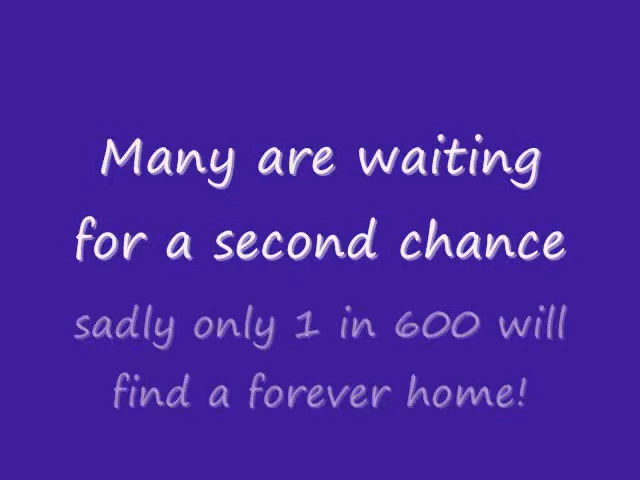 Many are waiting
for a second chance
sadly only 1 in 600 will
find a forever home!